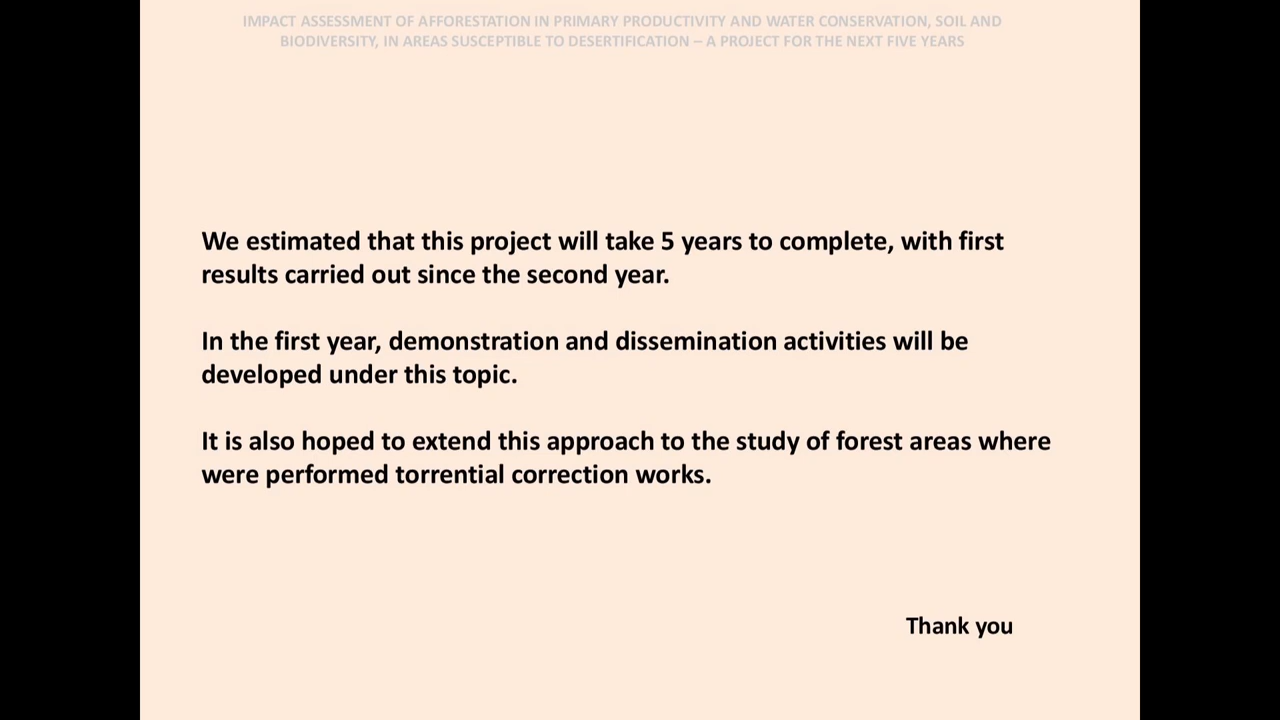 IMPACT ASSESSMENT OF AFFORESTATION IN PRIMARY PRODUCTIVITY AND WATER CONSERVATION, SOIL AND
BIODIVERSITY, IN AREAS SUSCEPTIBLE TO DESERTIFICATION – A PROJECT FOR THE NEXT FIVE YEARS
We estimated that this project will take 5 years to complete, with first
results carried out since the second year.
In the first year, demonstration and dissemination activities will be
developed under this topic.
It is also hoped to extend this approach to the study of forest areas where
were performed torrential correction works.
Thank you